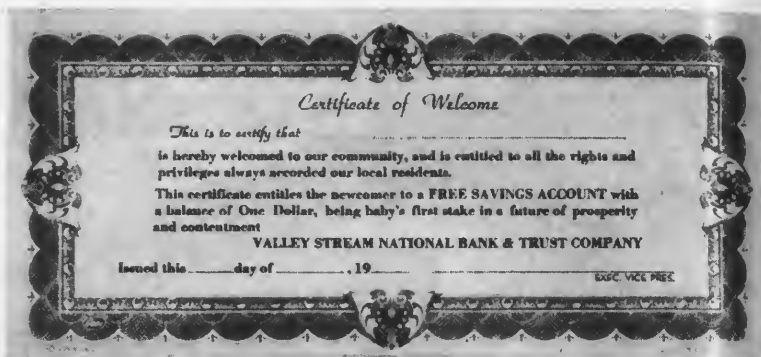 Certificate of Welcome
This is to certify that
is hereby welcomed to our community, and is entitled to all the rights and
privileges always accorded our local residents.
This certificate entitles the newcomer to a FREE SAVINGS ACCOUNT with
a balance of One Dollar, being baby's first stake in a future of prosperity
and contentment
VALLEY STREAM NATIONAL BANK & TRUST COMPANY
Issued this ........ day of ............ , 19 ........
EXEC. VICE PRES.